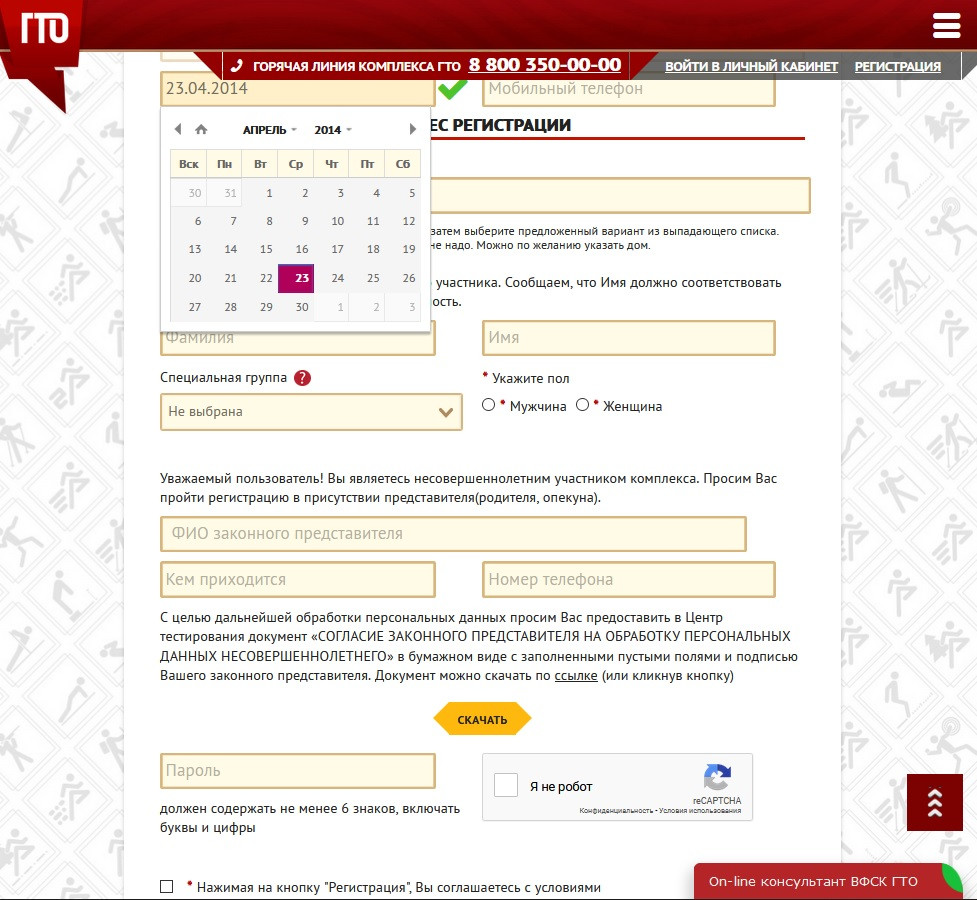 ГТО
ГОРЯЧАЯ ЛИНИЯ КОМПЛЕКСА ГТО 8 800 350-00-00
ВОЙТИ В ЛИЧНЫЙ КАБИНЕТ РЕГИСТРАЦИЯ
23.04.2014
Мобильный телефон
АПРЕЛЬ 2014
ЕС РЕГИСТРАЦИИ
Вск Пн Вт Ср Чт Пт Сб
30 31 1 2 3 4 5
6 7 8 9 10 11 12
13 14 15 16 17 18 19
20 21 22 23 24 25 26
27 28 29 30 1 2 3
затем выберите предложенный вариант из выпадающего списка.
не надо. Можно по желанию указать дом.
участника. Сообщаем, что Имя должно соответствовать
ость.
Фамилия
Имя
Специальная группа ?
* Укажите пол
Не выбрана
* Мужчина * Женщина
Уважаемый пользователь! Вы являетесь несовершеннолетним участником комплекса. Просим Вас
пройти регистрацию в присутствии представителя(родителя, опекуна).
ФИО законного представителя
Кем приходится
Номер телефона
С целью дальнейшей обработки персональных данных просим Вас предоставить в Центр
тестирования документ «СОГЛАСИЕ ЗАКОННОГО ПРЕДСТАВИТЕЛЯ НА ОБРАБОТКУ ПЕРСОНАЛЬНЫХ
ДАННЫХ НЕСОВЕРШЕННОЛЕТНЕГО» в бумажном виде с заполненными пустыми полями и подписью
Вашего законного представителя. Документ можно скачать по ссылке (или кликнув кнопку)
СКАЧАТЬ
Пароль
Я не робот
reCAPTCHA
Конфиденциальность - Условия использования
должен содержать не менее 6 знаков, включать
буквы и цифры
* Нажимая на кнопку "Регистрация", Вы соглашаетесь с условиями
On-line консультант ВФСК ГТО